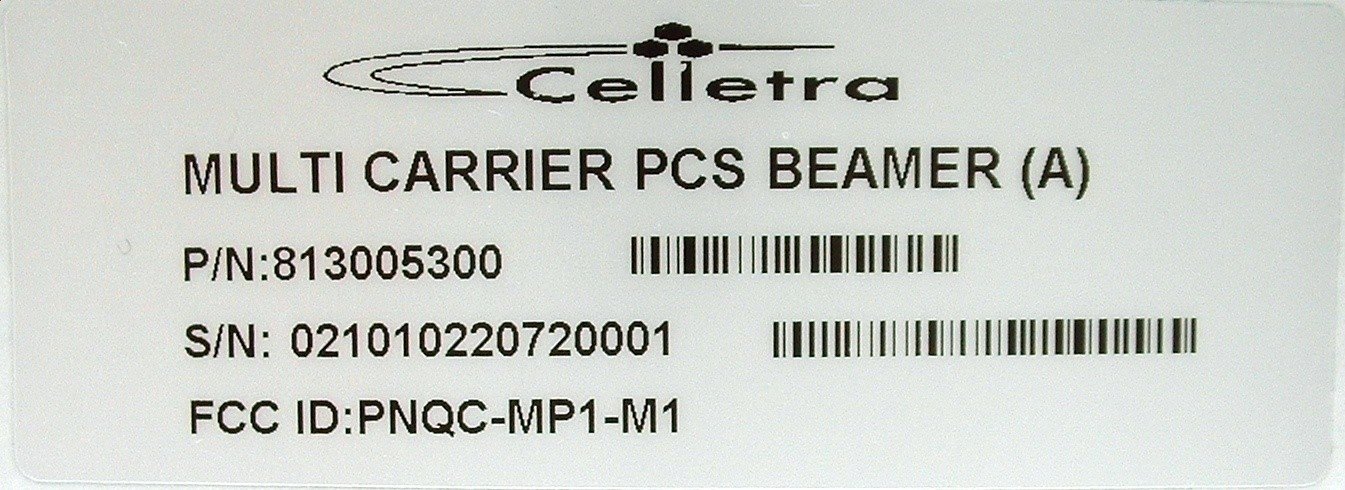 Celletra
MULTI CARRIER PCS BEAMER (A)
P/N:813005300
S/N: 021010220720001
FCC ID:PNQC-MP1-M1